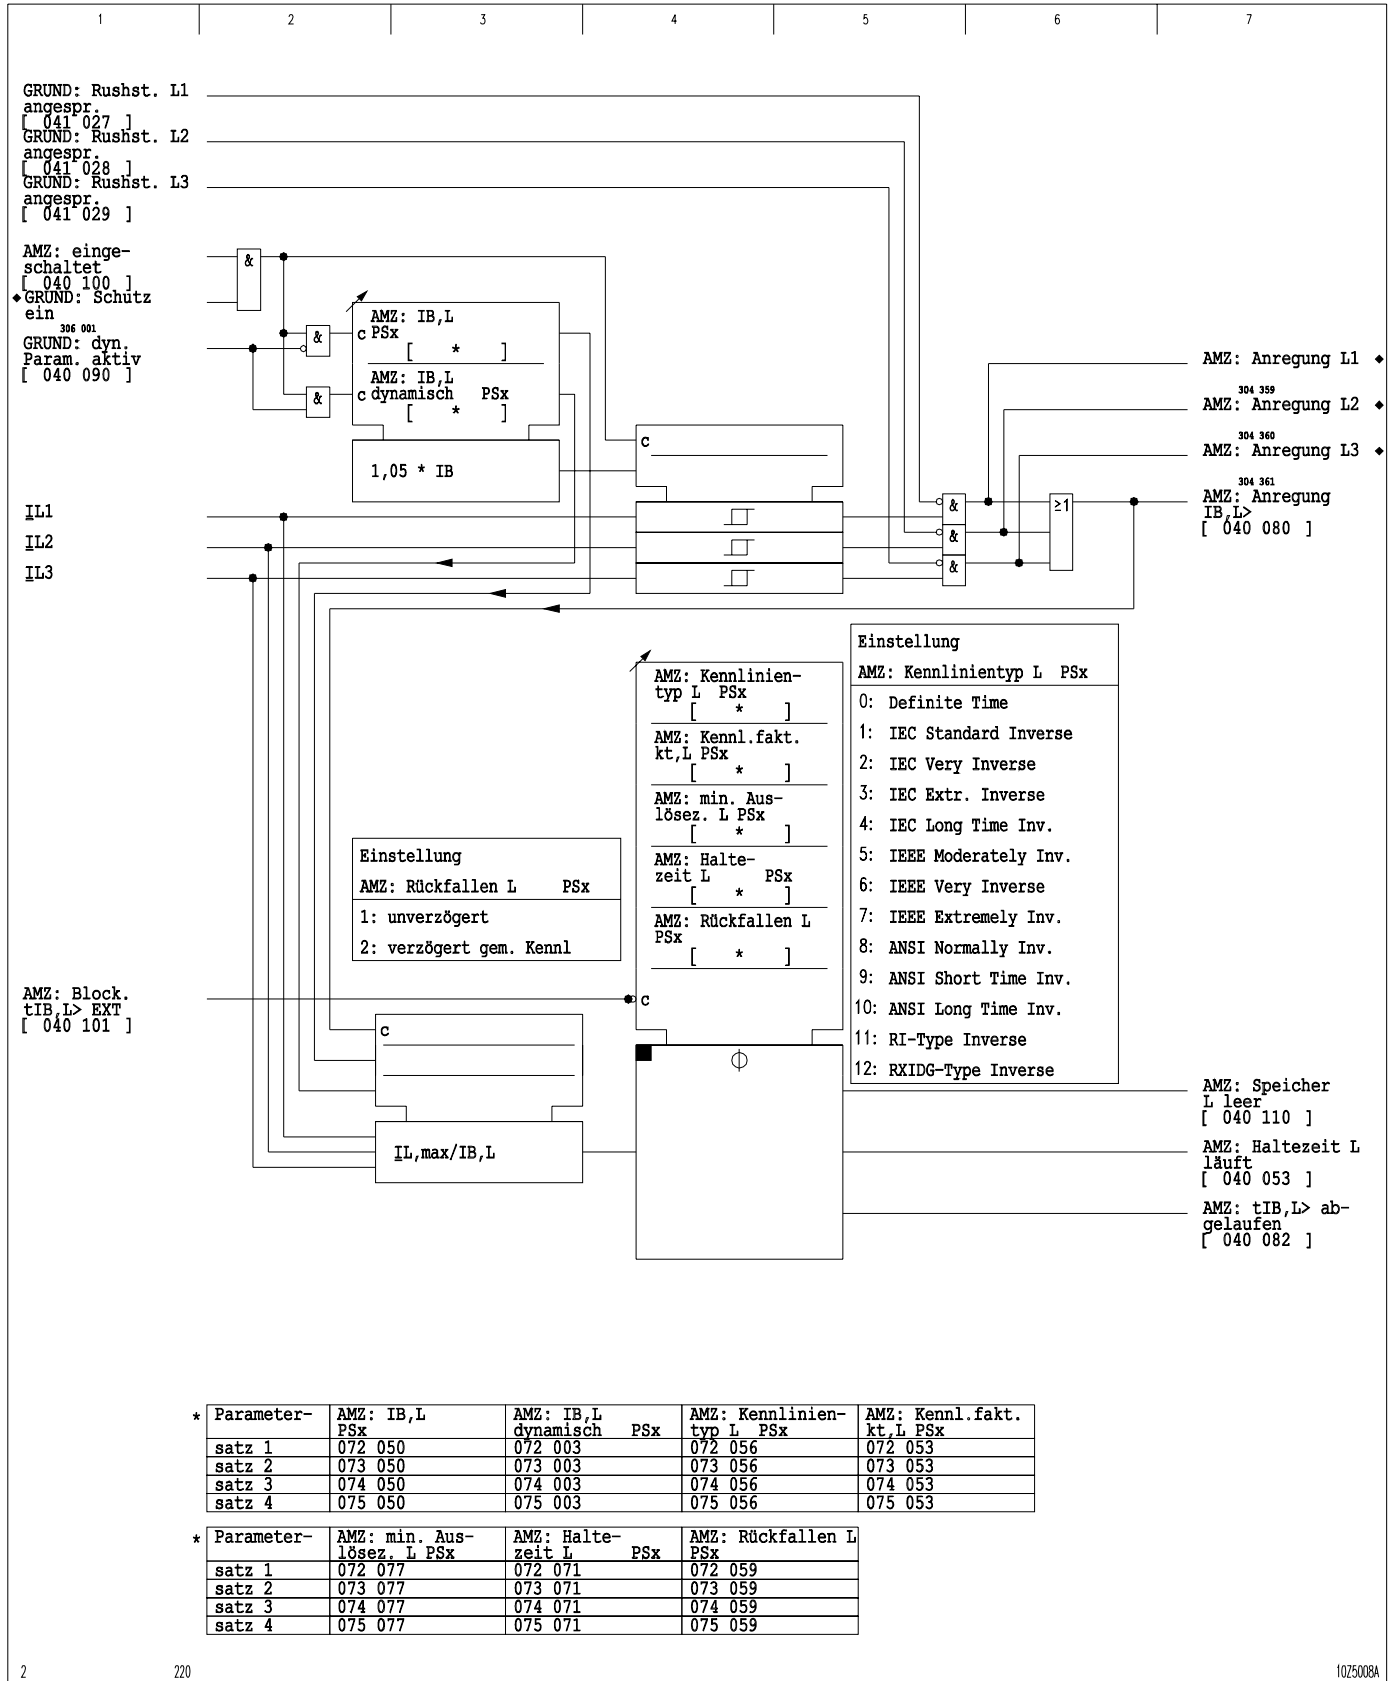 1 2 3 4 5 6 7
GRUND: Rushst. L1
angespr.
[ 041 027 ]
GRUND: Rushst. L2
angespr.
[ 041 028 ]
GRUND: Rushst. L3
angespr.
[ 041 029 ]
AMZ: einge-
schaltet
[ 040 100 ]
◆GRUND: Schutz
ein
306 001
GRUND: dyn.
Param. aktiv
[ 040 090 ]
&
&
&
C
AMZ: IB,L
PSx
[ * ]
C
AMZ: IB,L
dynamisch PSx
[ * ]
1,05 * IB
C
IL1
IL2
IL3
&
&
&
≥1
AMZ: Anregung L1 ◆
304 359
AMZ: Anregung L2 ◆
304 360
AMZ: Anregung L3 ◆
304 361
AMZ: Anregung
IB,L>
[ 040 080 ]
AMZ: Kennlinien-
typ L PSx
[ * ]
AMZ: Kennl.fakt.
kt,L PSx
[ * ]
AMZ: min. Aus-
lösez. L PSx
[ * ]
AMZ: Halte-
zeit L PSx
[ * ]
AMZ: Rückfallen L
PSx
[ * ]
C
Einstellung
AMZ: Kennlinientyp L PSx
0: Definite Time
1: IEC Standard Inverse
2: IEC Very Inverse
3: IEC Extr. Inverse
4: IEC Long Time Inv.
5: IEEE Moderately Inv.
6: IEEE Very Inverse
7: IEEE Extremely Inv.
8: ANSI Normally Inv.
9: ANSI Short Time Inv.
10: ANSI Long Time Inv.
11: RI-Type Inverse
12: RXIDG-Type Inverse
Einstellung
AMZ: Rückfallen L PSx
1: unverzögert
2: verzögert gem. Kennl
AMZ: Block.
tIB,L> EXT
[ 040 101 ]
C
IL,max/IB,L
AMZ: Speicher
L leer
[ 040 110 ]
AMZ: Haltezeit L
läuft
[ 040 053 ]
AMZ: tIB,L> ab-
gelaufen
[ 040 082 ]
* Parameter- AMZ: IB,L AMZ: IB,L AMZ: Kennlinien- AMZ: Kennl.fakt.
PSx dynamisch PSx typ L PSx kt,L PSx
satz 1 072 050 072 003 072 056 072 053
satz 2 073 050 073 003 073 056 073 053
satz 3 074 050 074 003 074 056 074 053
satz 4 075 050 075 003 075 056 075 053
* Parameter- AMZ: min. Aus- AMZ: Halte- AMZ: Rückfallen L
lösez. L PSx zeit L PSx PSx
satz 1 072 077 072 071 072 059
satz 2 073 077 073 071 073 059
satz 3 074 077 074 071 074 059
satz 4 075 077 075 071 075 059
2 220 10Z5008A